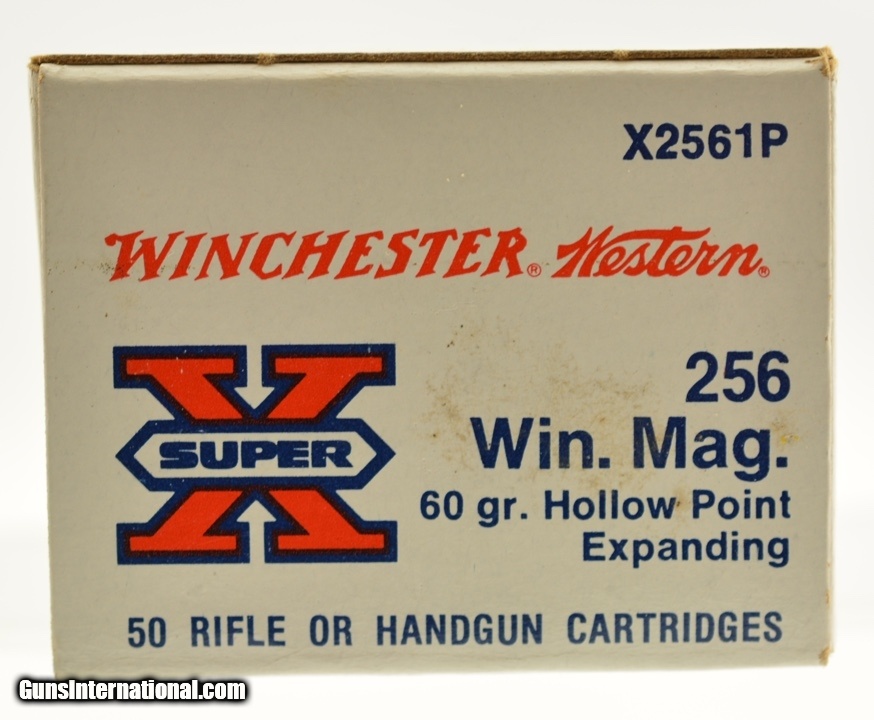 X2561P
WINCHESTER® Western®
SUPER X
256
Win. Mag.
60 gr. Hollow Point
Expanding
50 RIFLE OR HANDGUN CARTRIDGES
GunsInternational.com